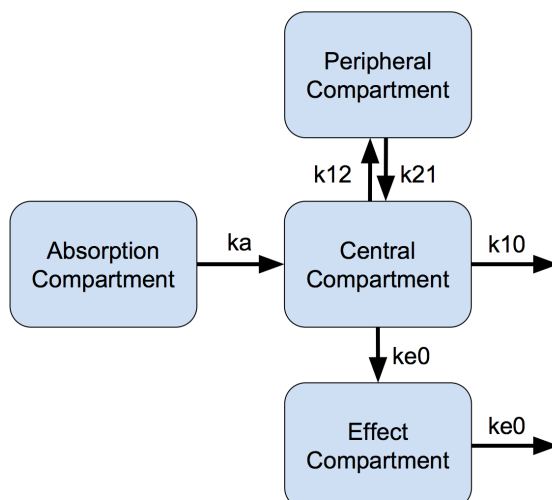 Peripheral
Compartment
k12
k21
Absorption
Compartment
ka
Central
Compartment
k10
ke0
Effect
Compartment
ke0